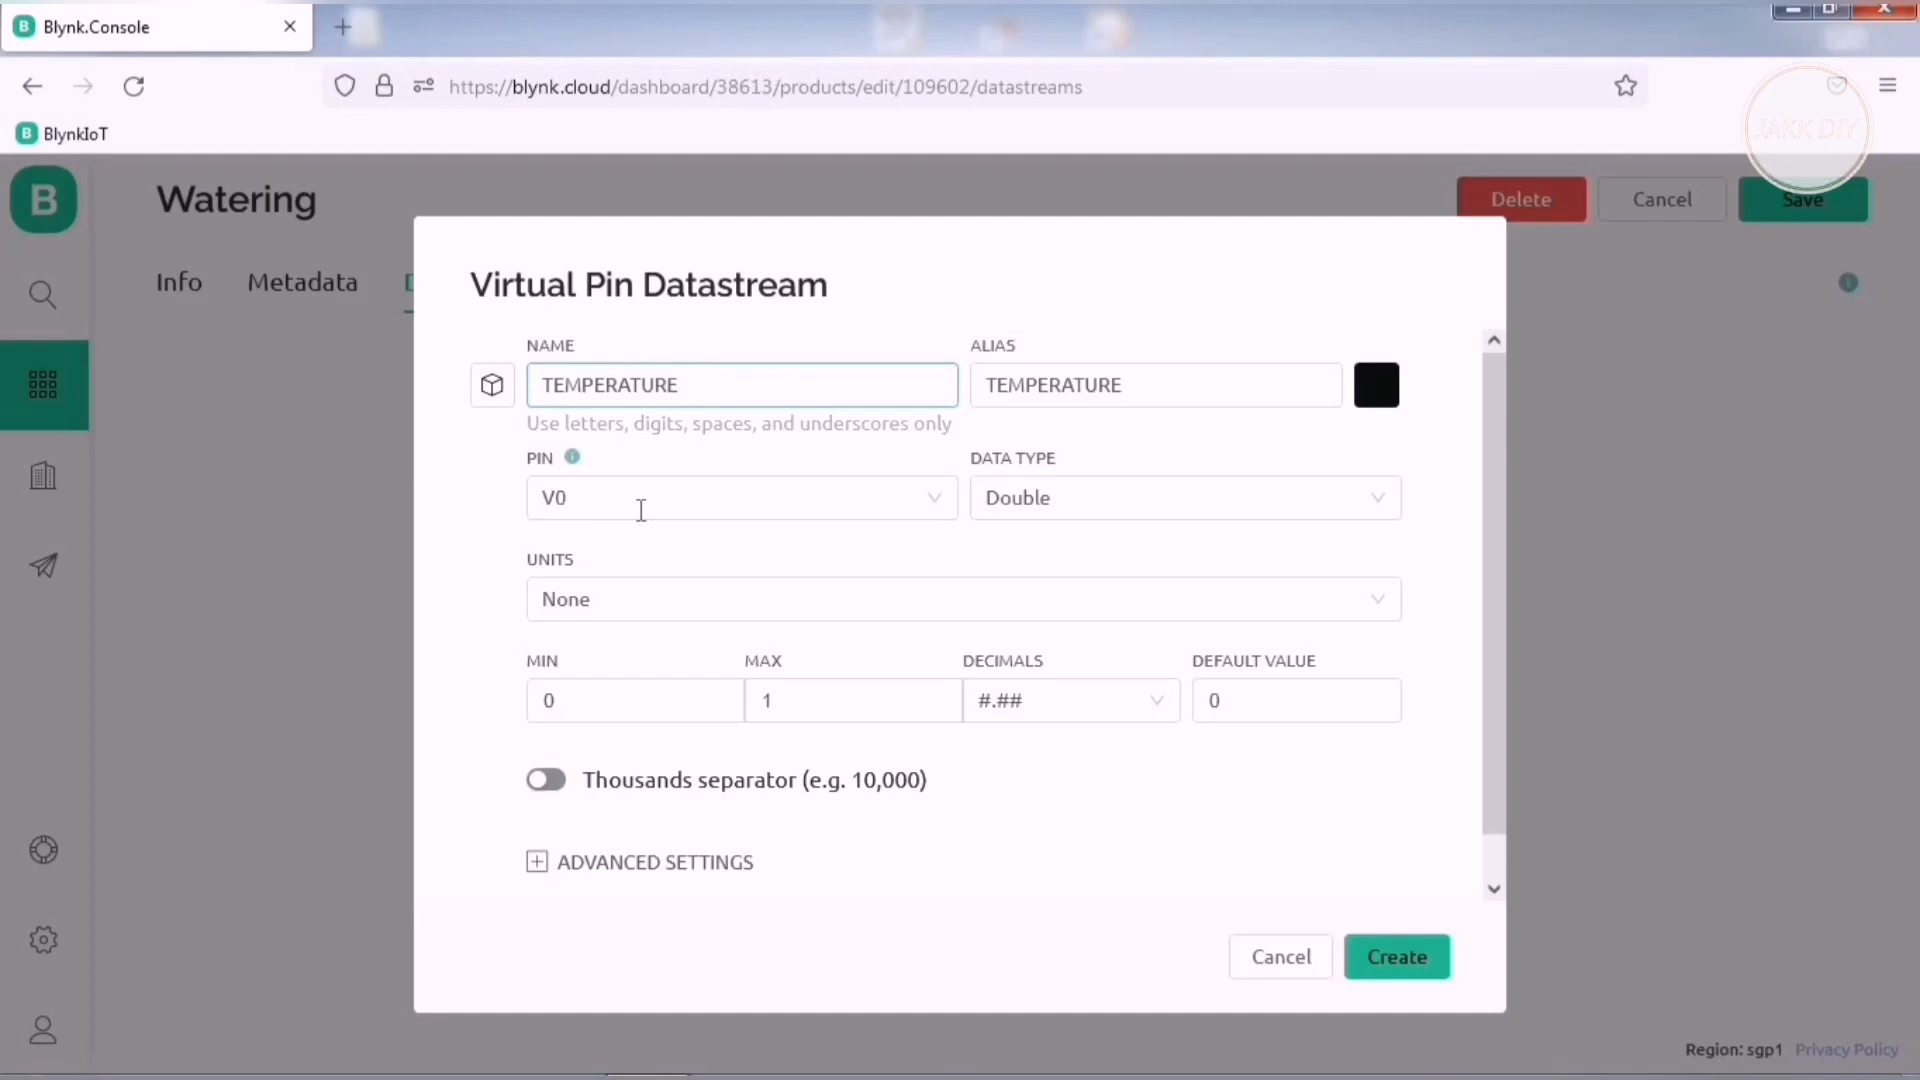 B Blynk.Console
https://blynk.cloud/dashboard/38613/products/edit/109602/datastreams
B BlynkIoT
JAKK DIY
B
Watering
Delete
Cancel
Save
Info
Metadata
D
Virtual Pin Datastream
NAME
ALIAS
TEMPERATURE
TEMPERATURE
Use letters, digits, spaces, and underscores only
PIN
DATA TYPE
V0
Double
UNITS
None
MIN
MAX
DECIMALS
DEFAULT VALUE
0
1
#.##
0
Thousands separator (e.g. 10,000)
ADVANCED SETTINGS
Cancel
Create
Region: sgp1 Privacy Policy